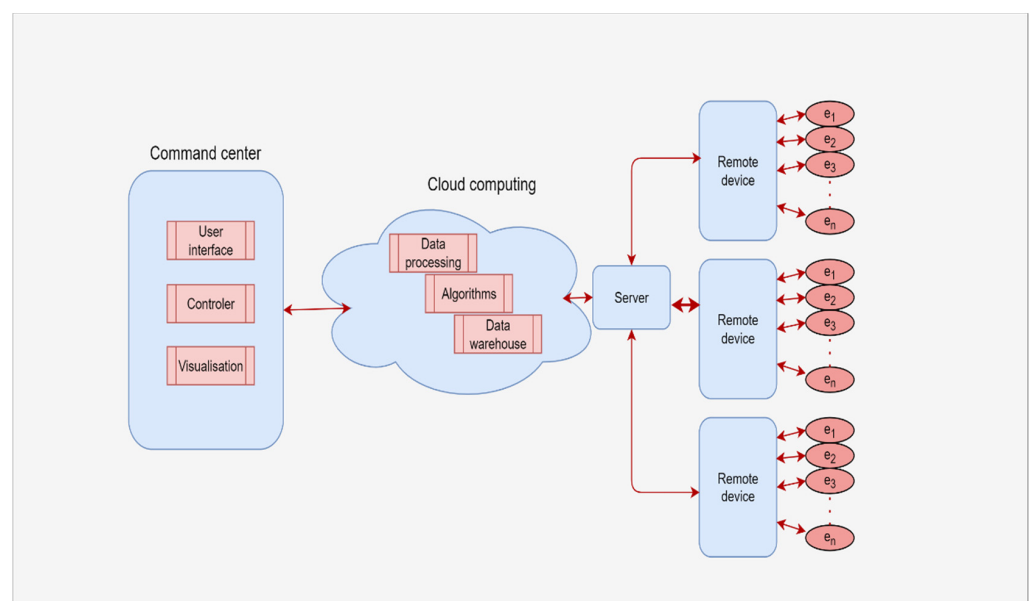 Command center
User
interface
Controler
Visualisation
Cloud computing
Data
processing
Algorithms
Data
warehouse
Server
Remote
device
e1
e2
e3
en
Remote
device
e1
e2
e3
en
Remote
device
e1
e2
e3
en